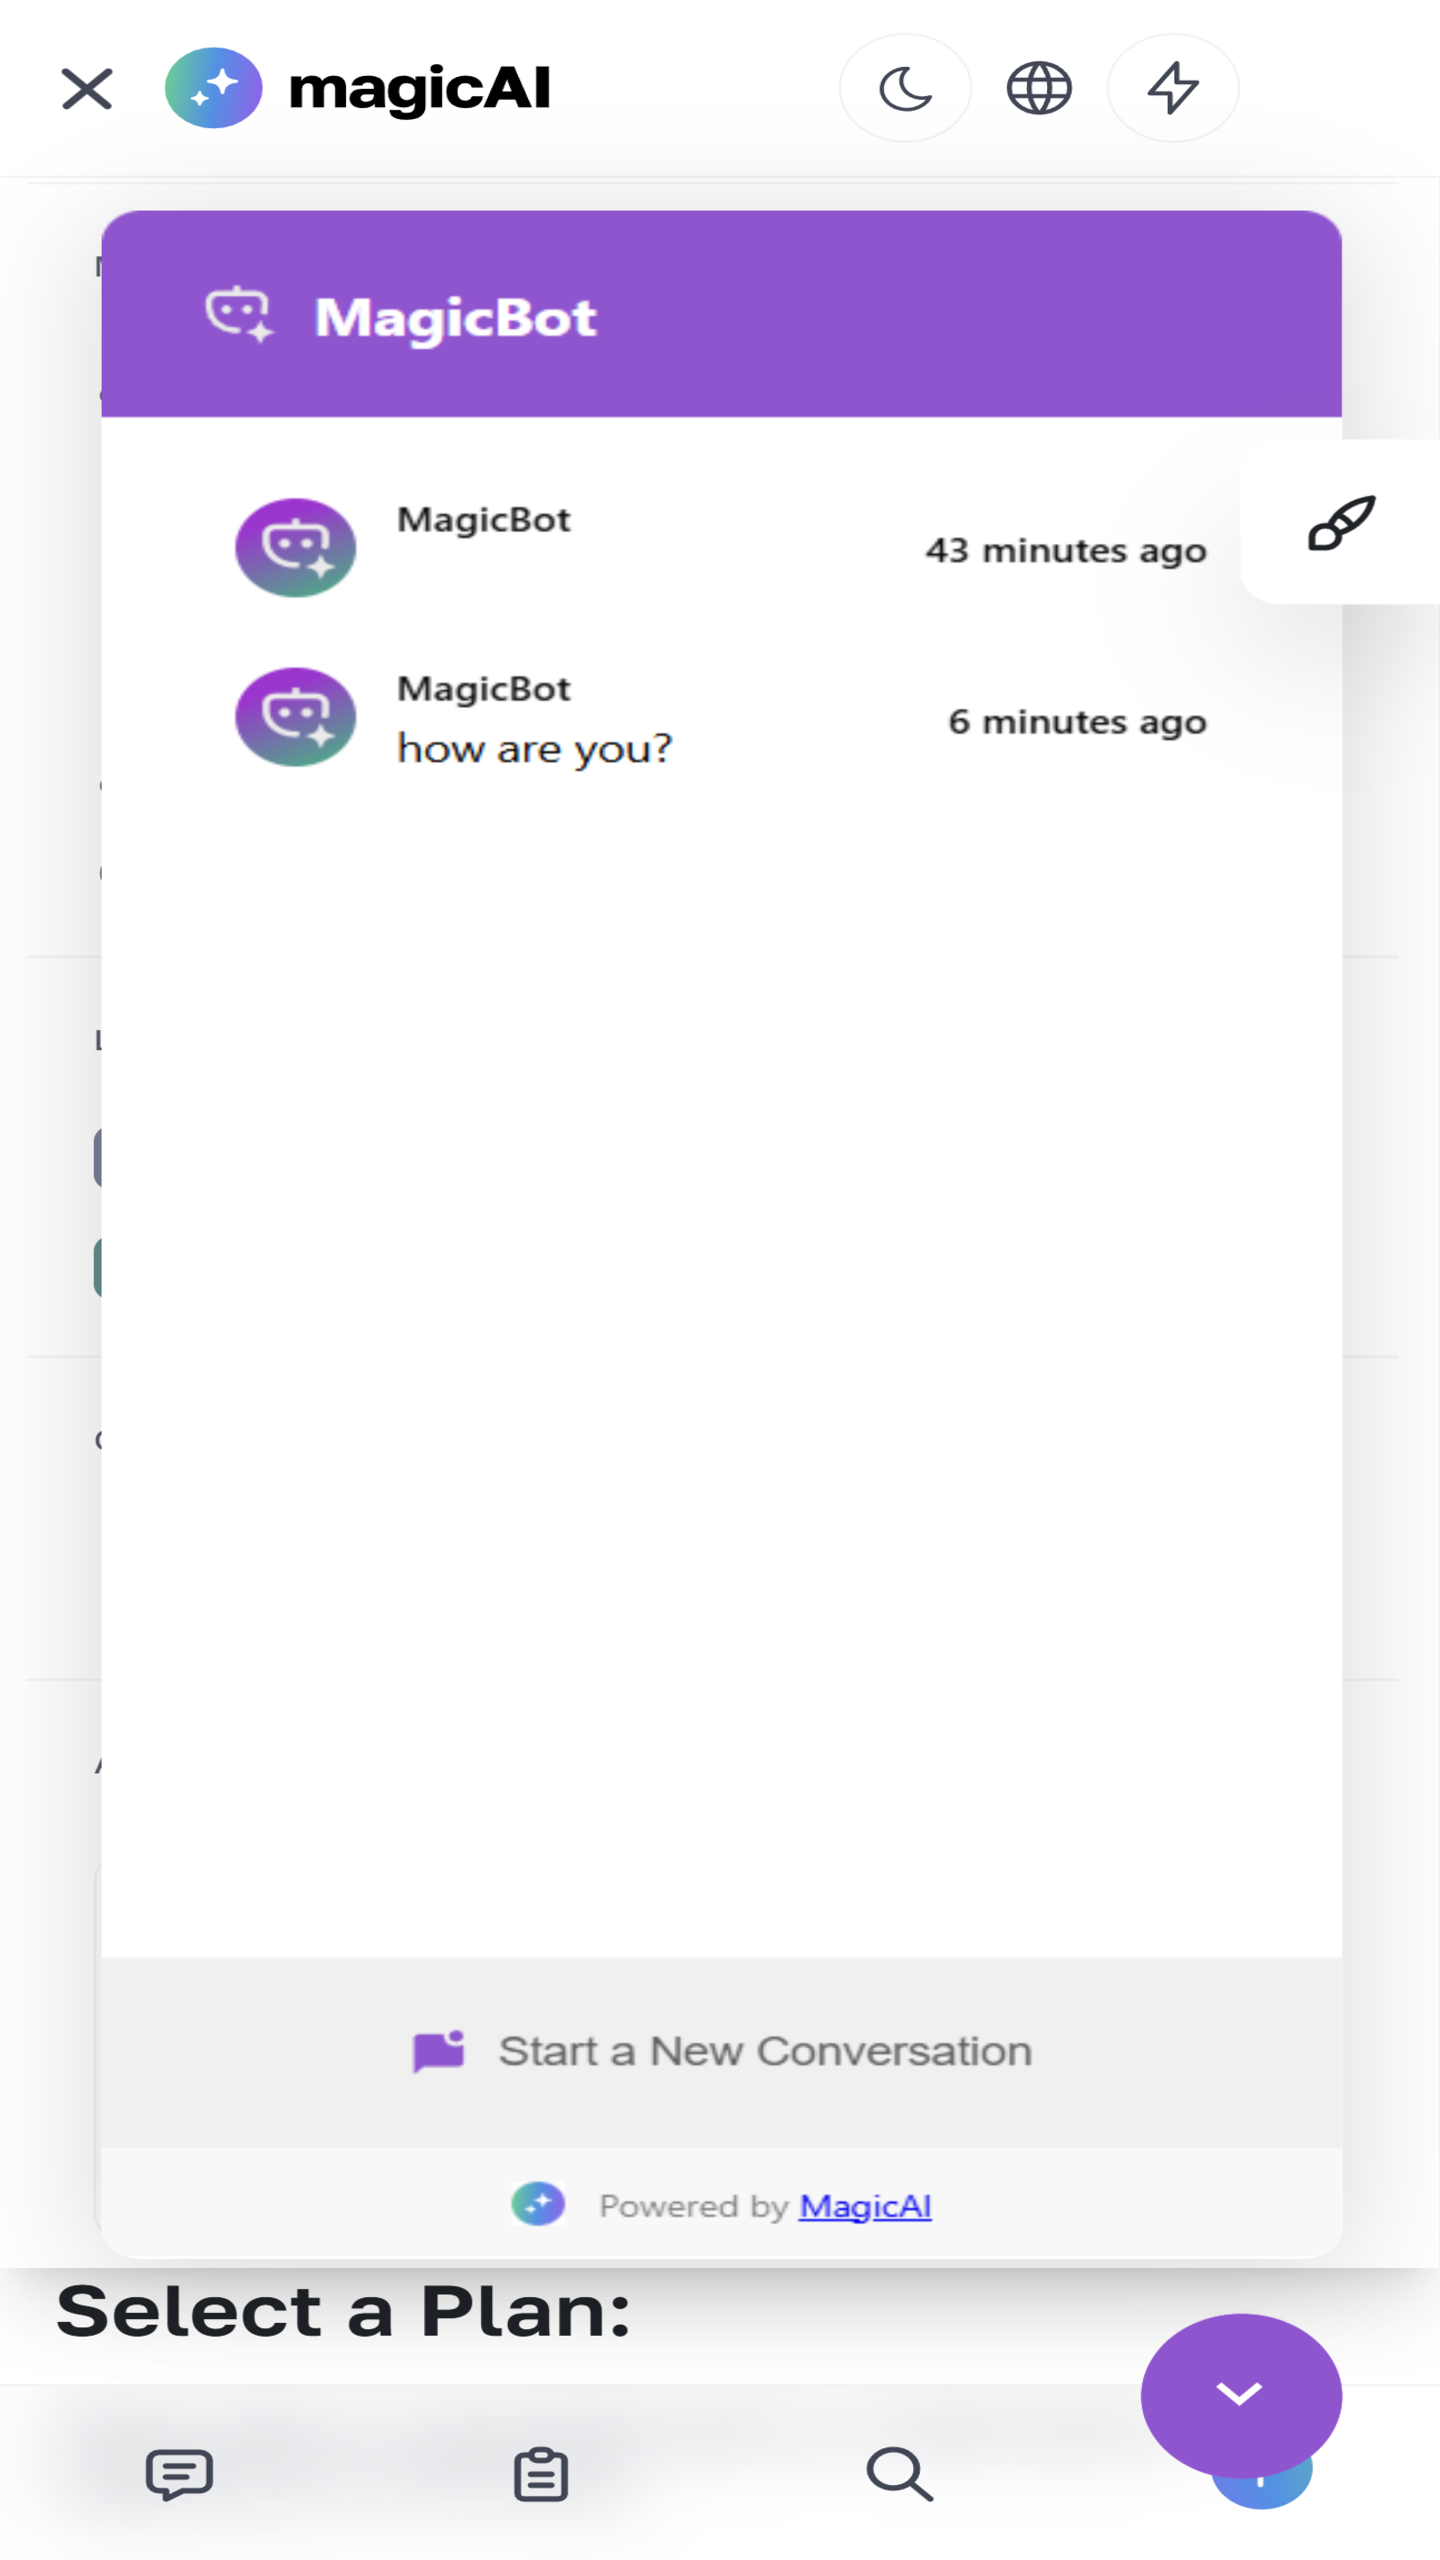 magicAI
MagicBot
MagicBot
43 minutes ago
MagicBot
how are you?
6 minutes ago
Start a New Conversation
Powered by MagicAI
Select a Plan: